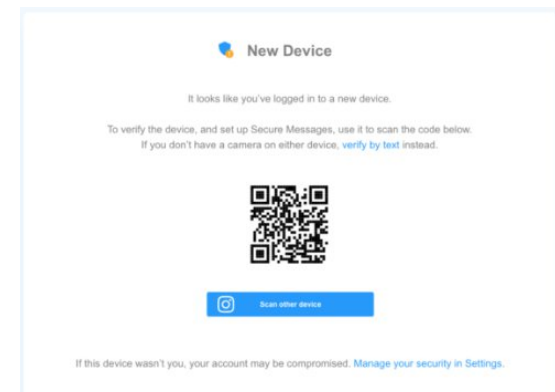 New Device
It looks like you've logged in to a new device.
To verify the device, and set up Secure Messages, use it to scan the code below.
If you don't have a camera on either device, verify by text instead.
Scan other device
If this device wasn't you, your account may be compromised. Manage your security in Settings.